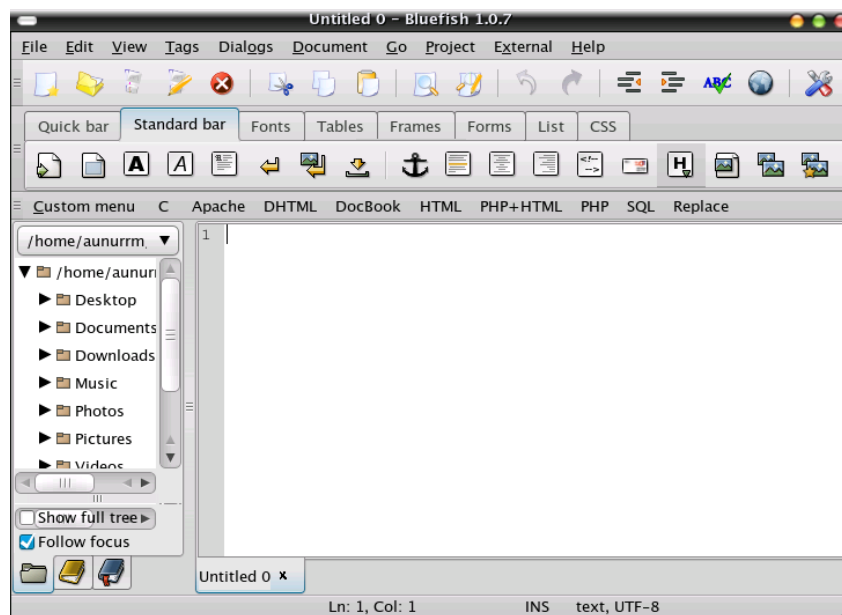 Untitled 0 - Bluefish 1.0.7
File Edit View Tags Dialogs Document Go Project External Help
ABC
Quick bar Standard bar Fonts Tables Frames Forms List CSS
A A <!-- --> H
Custom menu C Apache DHTML DocBook HTML PHP+HTML PHP SQL Replace
/home/aunurrm
1
/home/aunurr
Desktop
Documents
Downloads
Music
Photos
Pictures
Videos
Show full tree
Follow focus
Untitled 0 x
Ln: 1, Col: 1 INS text, UTF-8